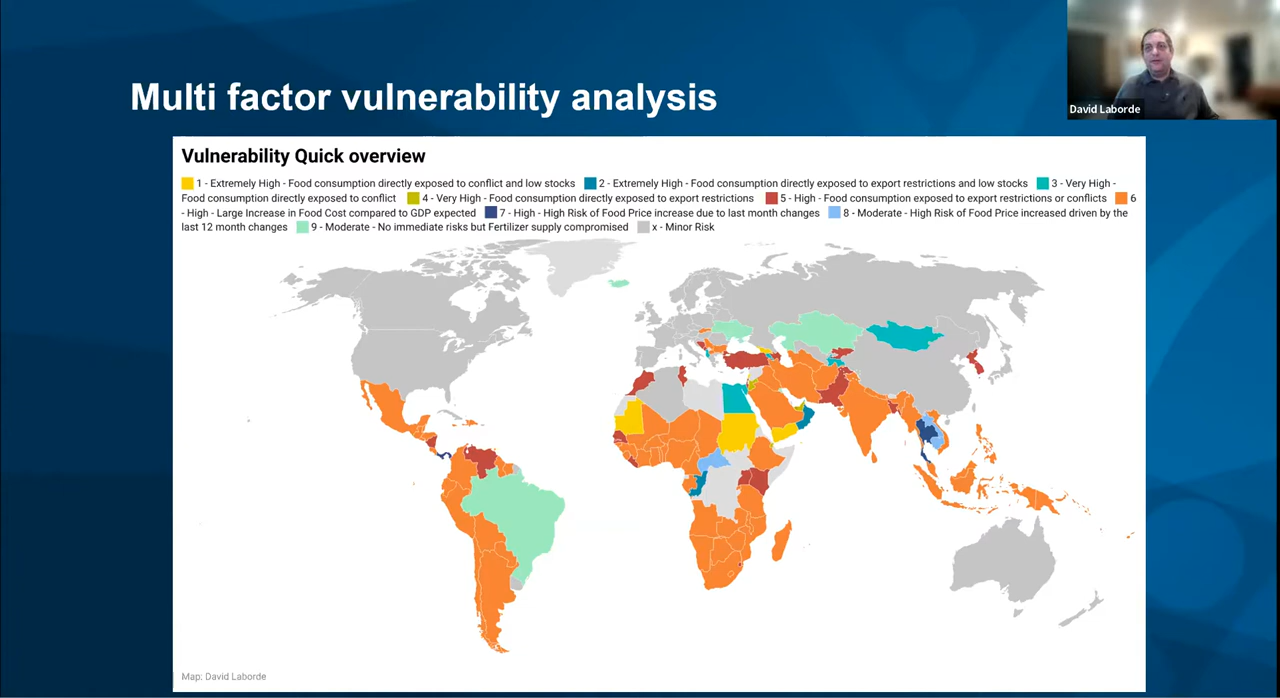 Multi factor vulnerability analysis
David Laborde
Vulnerability Quick overview
1 - Extremely High - Food consumption directly exposed to conflict and low stocks 2 - Extremely High - Food consumption directly exposed to export restrictions and low stocks 3 - Very High -
Food consumption directly exposed to conflict 4 - Very High - Food consumption directly exposed to export restrictions 5 - High - Food consumption exposed to export restrictions or conflicts 6
- High - Large Increase in Food Cost compared to GDP expected 7 - High - High Risk of Food Price increase due to last month changes 8 - Moderate - High Risk of Food Price increased driven by the
last 12 month changes 9 - Moderate - No immediate risks but Fertilizer supply compromised x - Minor Risk
Map: David Laborde